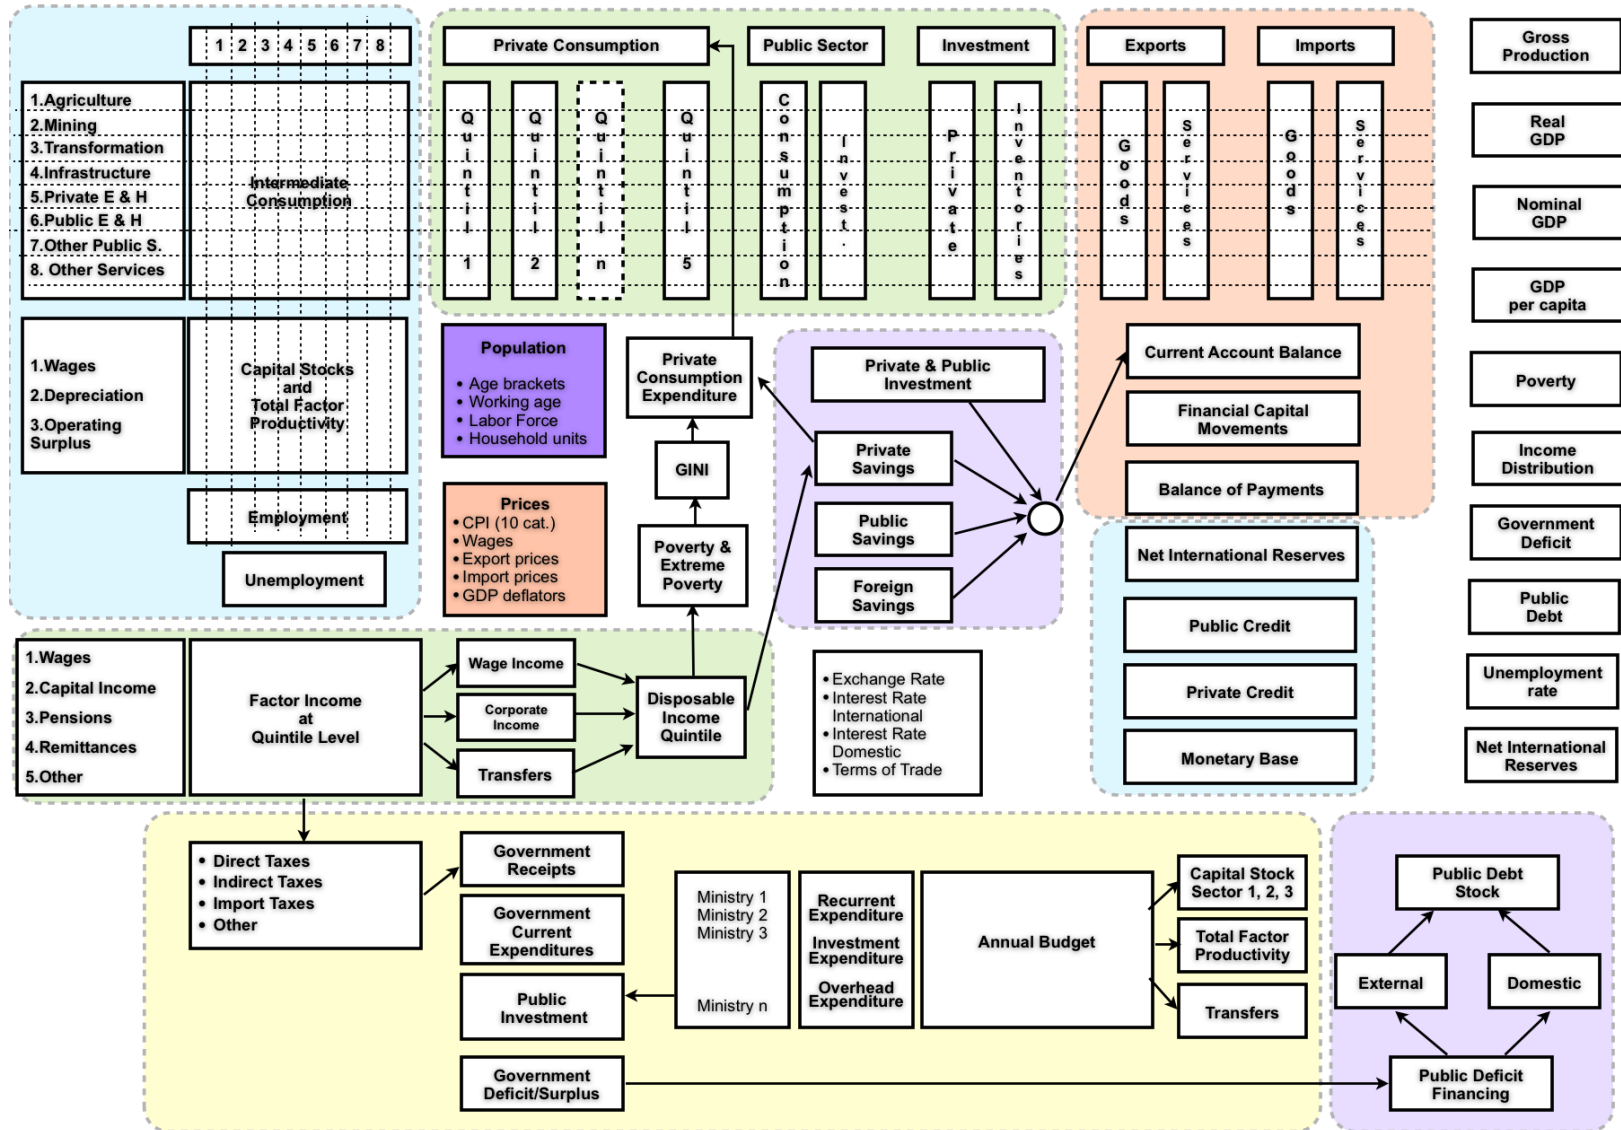 1 2 3 4 5 6 7 8
Private Consumption
Public Sector
Investment
Exports
Imports
Gross
Production
1.Agriculture
2.Mining
3.Transformation
4.Infrastructure
5.Private E & H
6.Public E & H
7.Other Public S.
8. Other Services
Intermediate
Consumption
Quintil 1
Quintil 2
Quintil n
Quintil 5
Consumption
Invest.
Private
Inventories
Goods
Services
Goods
Services
Real
GDP
Nominal
GDP
GDP
per capita
1.Wages
2.Depreciation
3.Operating
Surplus
Capital Stocks
and
Total Factor
Productivity
Employment
Unemployment
Population
• Age brackets
• Working age
• Labor Force
• Household units
Prices
• CPI (10 cat.)
• Wages
• Export prices
• Import prices
• GDP deflators
Private
Consumption
Expenditure
GINI
Poverty &
Extreme
Poverty
Private & Public
Investment
Private
Savings
Public
Savings
Foreign
Savings
Current Account Balance
Financial Capital
Movements
Balance of Payments
Net International Reserves
Public Credit
Private Credit
Monetary Base
Poverty
Income
Distribution
Government
Deficit
Public
Debt
Unemployment
rate
Net International
Reserves
1.Wages
2.Capital Income
3.Pensions
4.Remittances
5.Other
Factor Income
at
Quintile Level
Wage Income
Corporate
Income
Transfers
Disposable
Income
Quintile
• Exchange Rate
• Interest Rate
International
• Interest Rate
Domestic
• Terms of Trade
• Direct Taxes
• Indirect Taxes
• Import Taxes
• Other
Government
Receipts
Government
Current
Expenditures
Public
Investment
Government
Deficit/Surplus
Ministry 1
Ministry 2
Ministry 3
Ministry n
Recurrent
Expenditure
Investment
Expenditure
Overhead
Expenditure
Annual Budget
Capital Stock
Sector 1, 2, 3
Total Factor
Productivity
Transfers
Public Debt
Stock
External
Domestic
Public Deficit
Financing